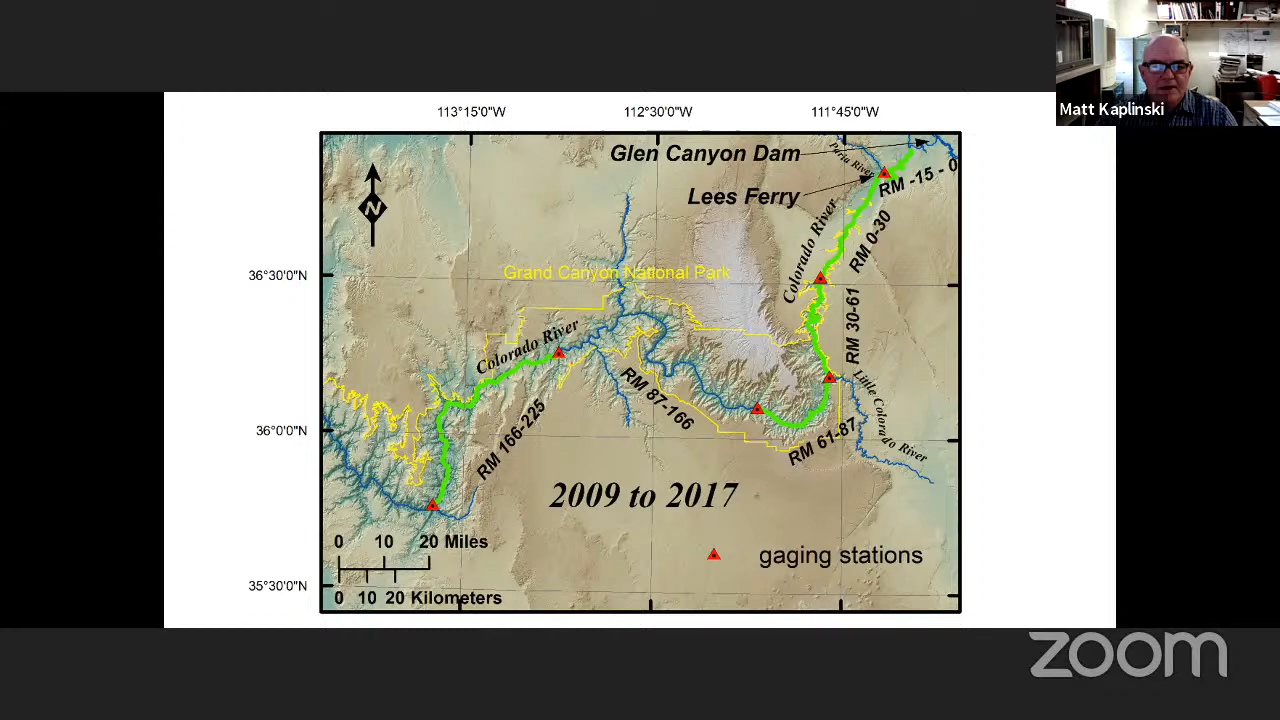 Matt Kaplinski
113°15'0"W
112°30'0"W
111°45'0"W
Glen Canyon Dam
Paria River
RM -15 - 0
Lees Ferry
N
Colorado River
RM 0-30
36°30'0"N
Grand Canyon National Park
RM 30-61
Colorado River
Little Colorado River
RM 87-166
RM 166-225
RM 61-87
36°0'0"N
2009 to 2017
0 10 20 Miles
gaging stations
35°30'0"N
0 10 20 Kilometers
zoom